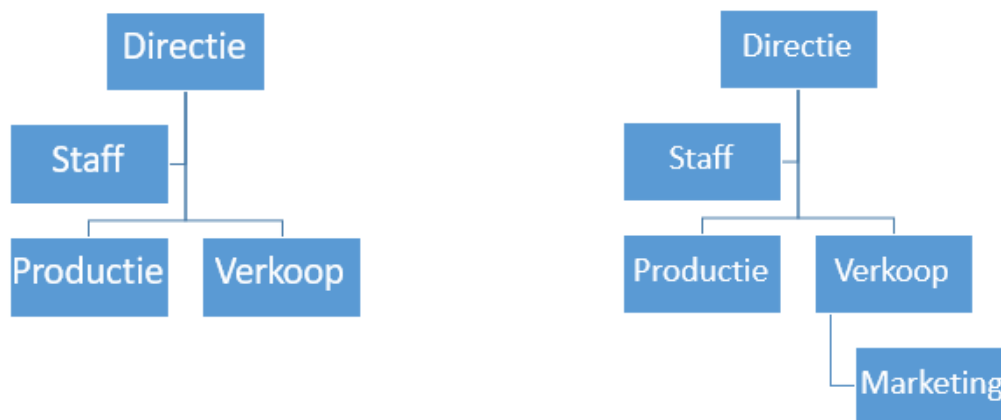 Directie
Staff
Productie
Verkoop
Directie
Staff
Productie
Verkoop
Marketing